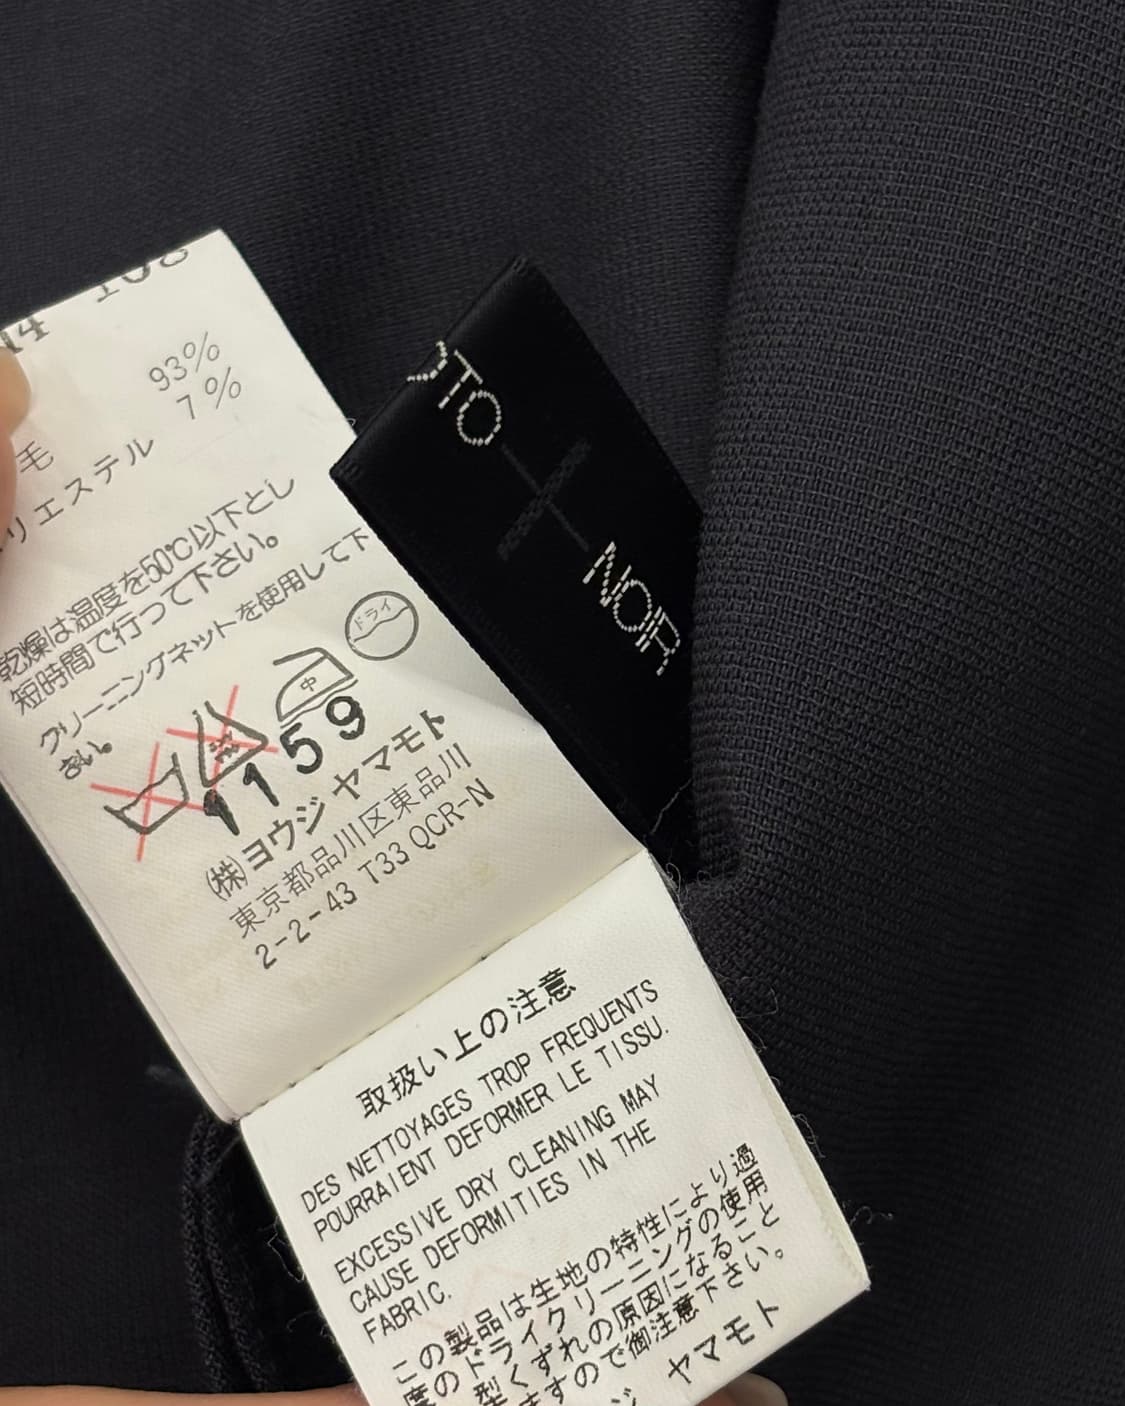 93%
7%
毛
リエステル
乾燥は温度を50℃以下とし
短時間で行って下さい。
クリーニングネットを使用して下
さい。
ドライ
中
1159
(株)ヨウジヤマモト
東京都品川区東品川
2-2-43 T33 QCR-N
OTO
NOIR
取扱い上の注意
DES NETTOYAGES TROP FREQUENTS
POURRAIENT DEFORMER LE TISSU.
EXCESSIVE DRY CLEANING MAY
CAUSE DEFORMITIES IN THE
FABRIC.
この製品は生地の特性により過
度のドライクリーニングの使用
型くずれの原因になること
ますので御注意下さい。
ジ ヤマモト